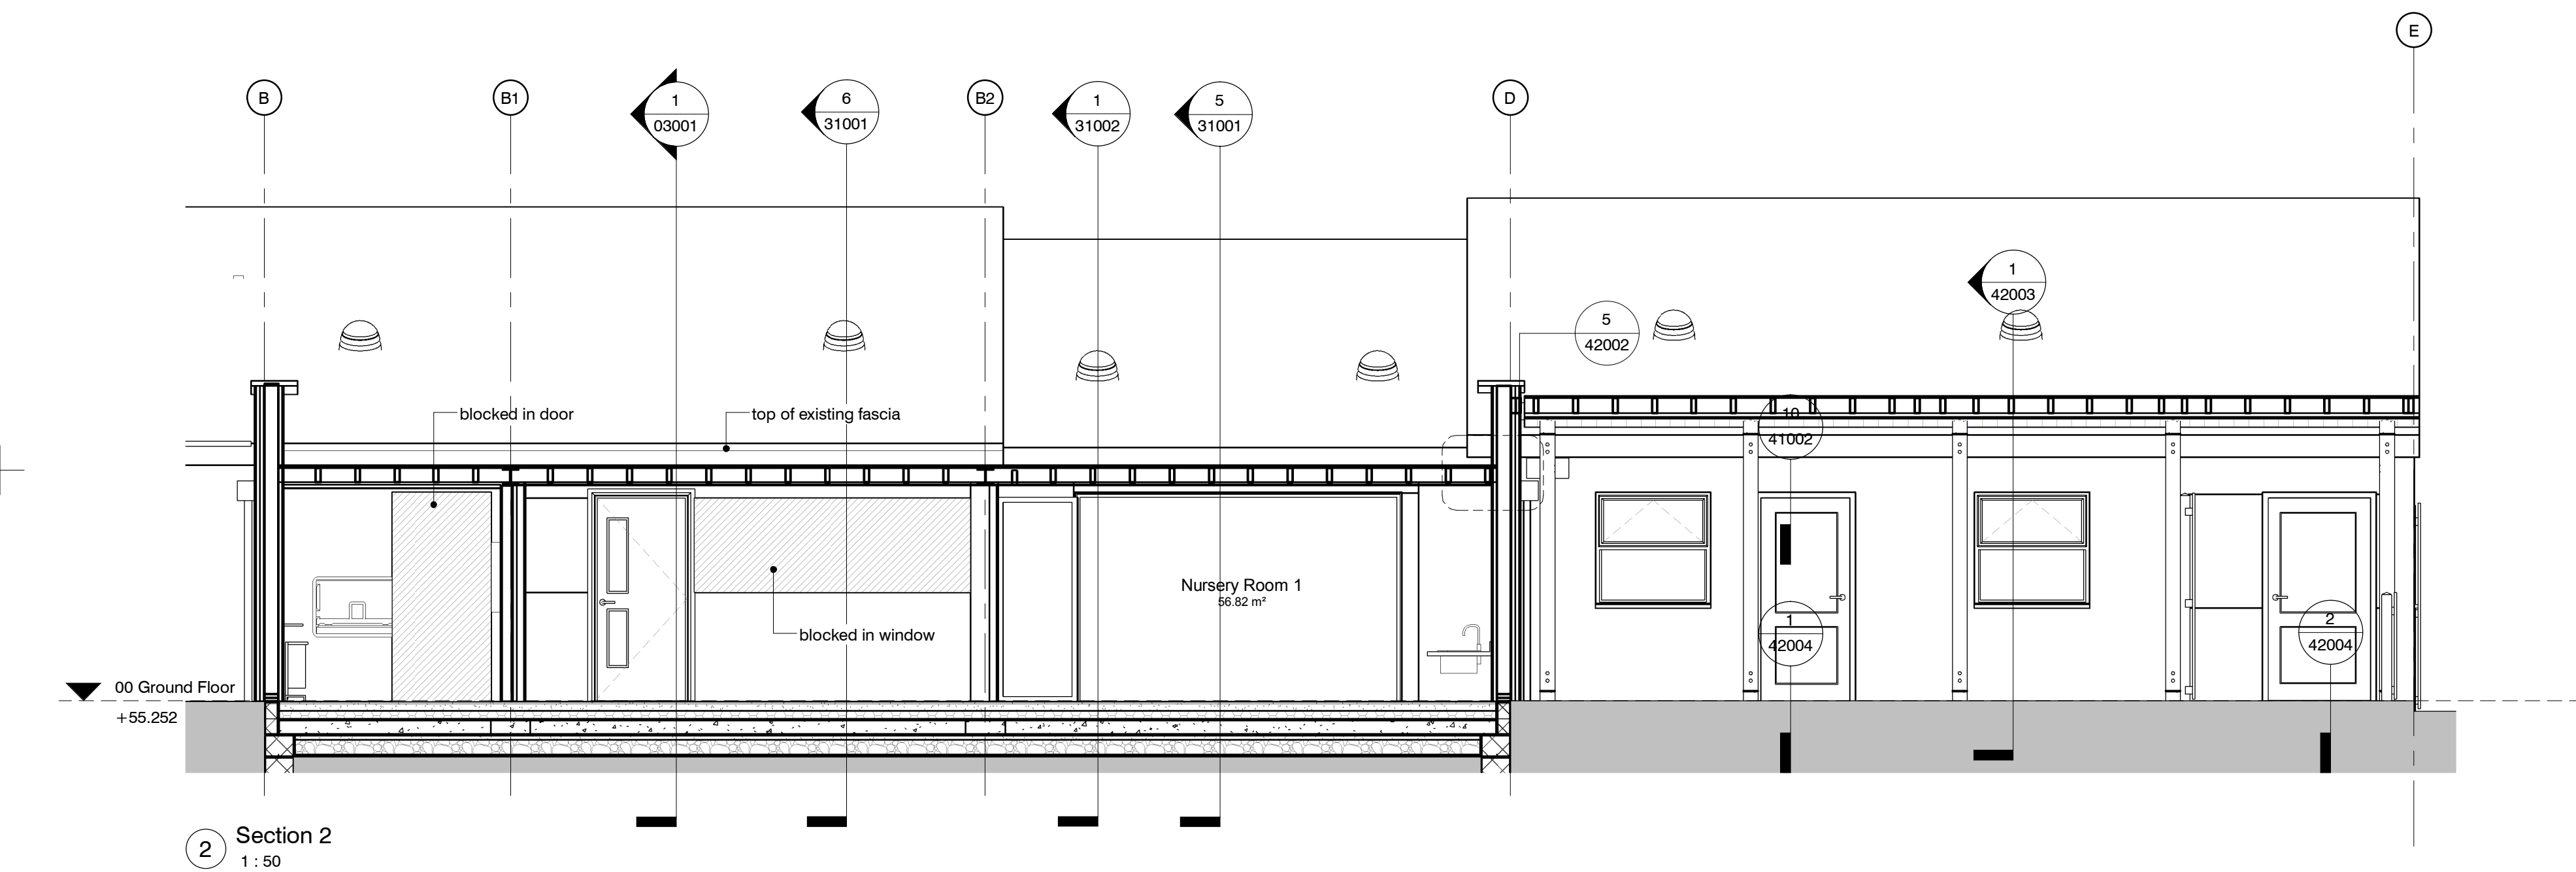 E
B
B1
1
03001
6
31001
B2
1
31002
5
31001
D
1
42003
5
42002
blocked in door
top of existing fascia
10
41002
Nursery Room 1
56.82 m²
blocked in window
1
42004
2
42004
00 Ground Floor
+55.252
2
Section 2
1 : 50